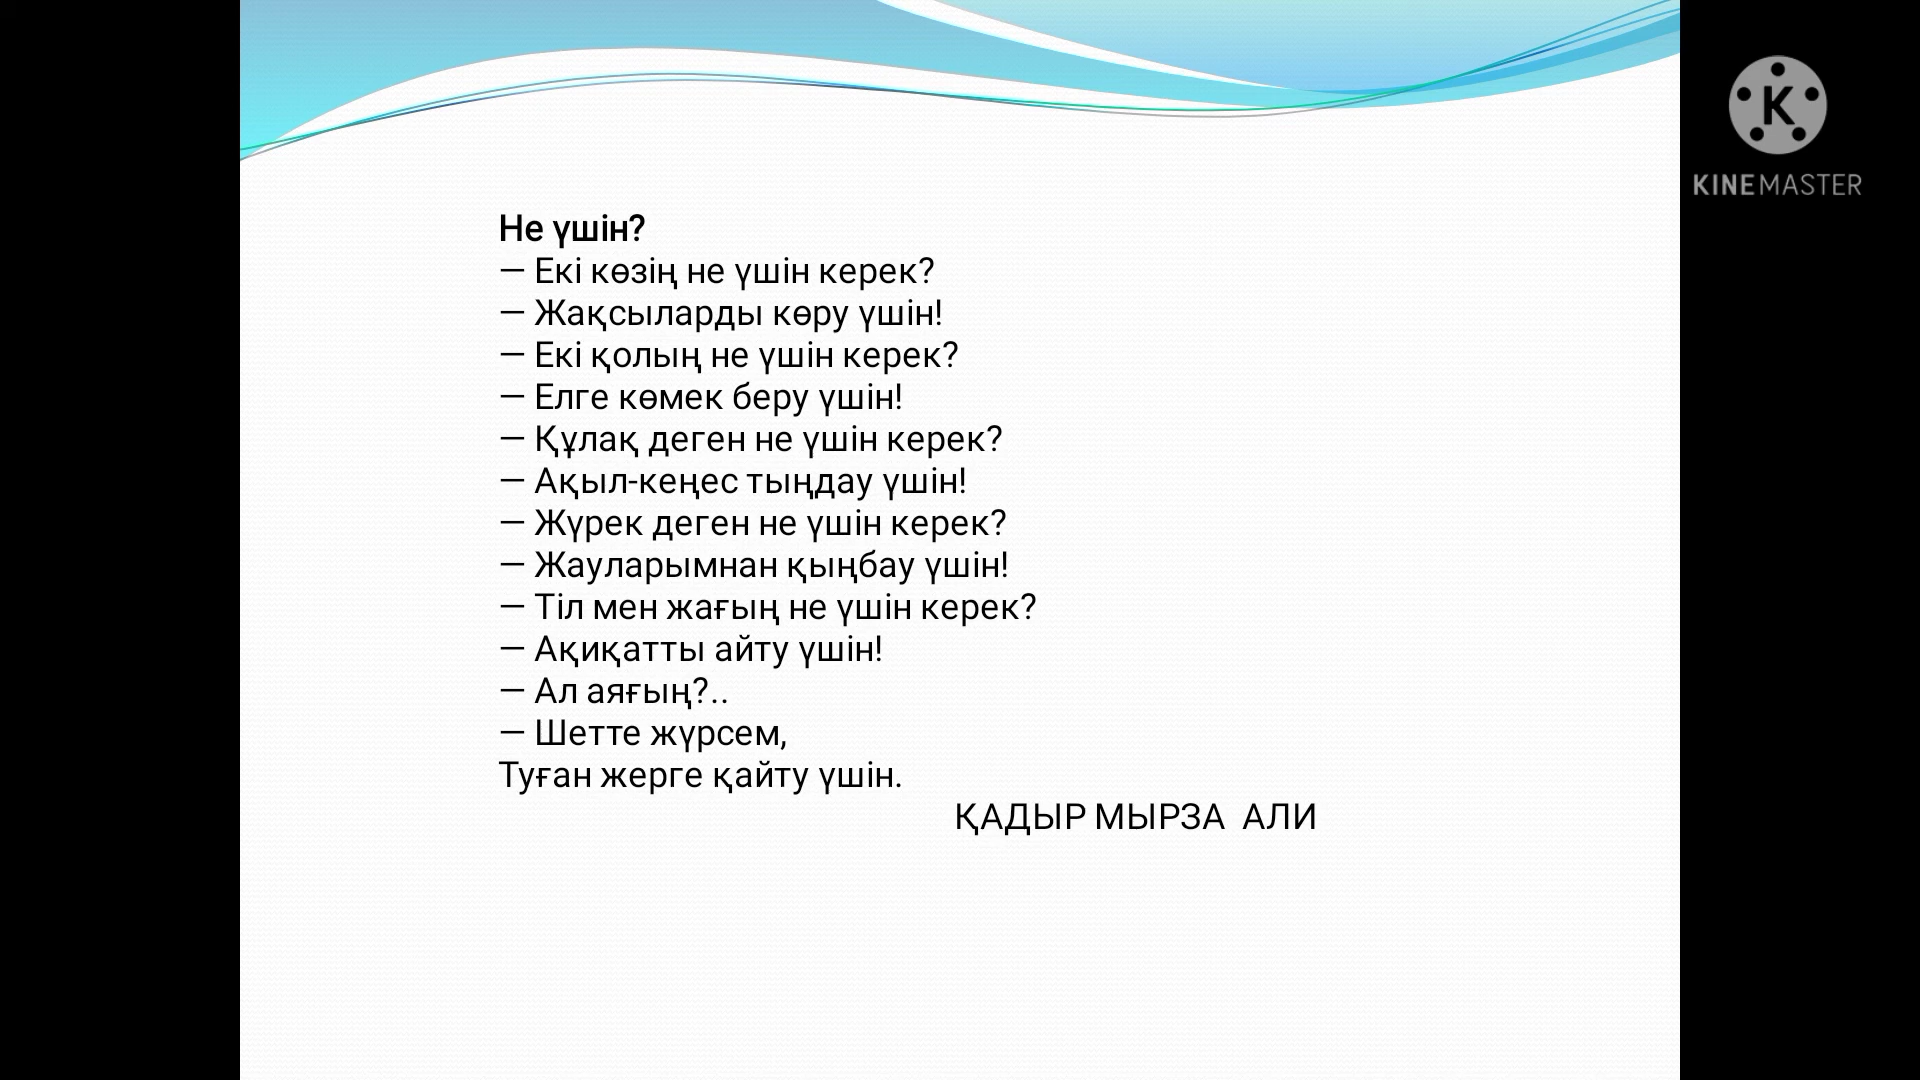 KINEMASTER
Не үшін?
— Екі көзің не үшін керек?
— Жақсыларды көру үшін!
— Екі қолың не үшін керек?
— Елге көмек беру үшін!
— Құлақ деген не үшін керек?
— Ақыл-кеңес тыңдау үшін!
— Жүрек деген не үшін керек?
— Жауларымнан қыңбау үшін!
— Тіл мен жағың не үшін керек?
— Ақиқатты айту үшін!
— Ал аяғың?..
— Шетте жүрсем,
Туған жерге қайту үшін.
ҚАДЫР МЫРЗА АЛИ